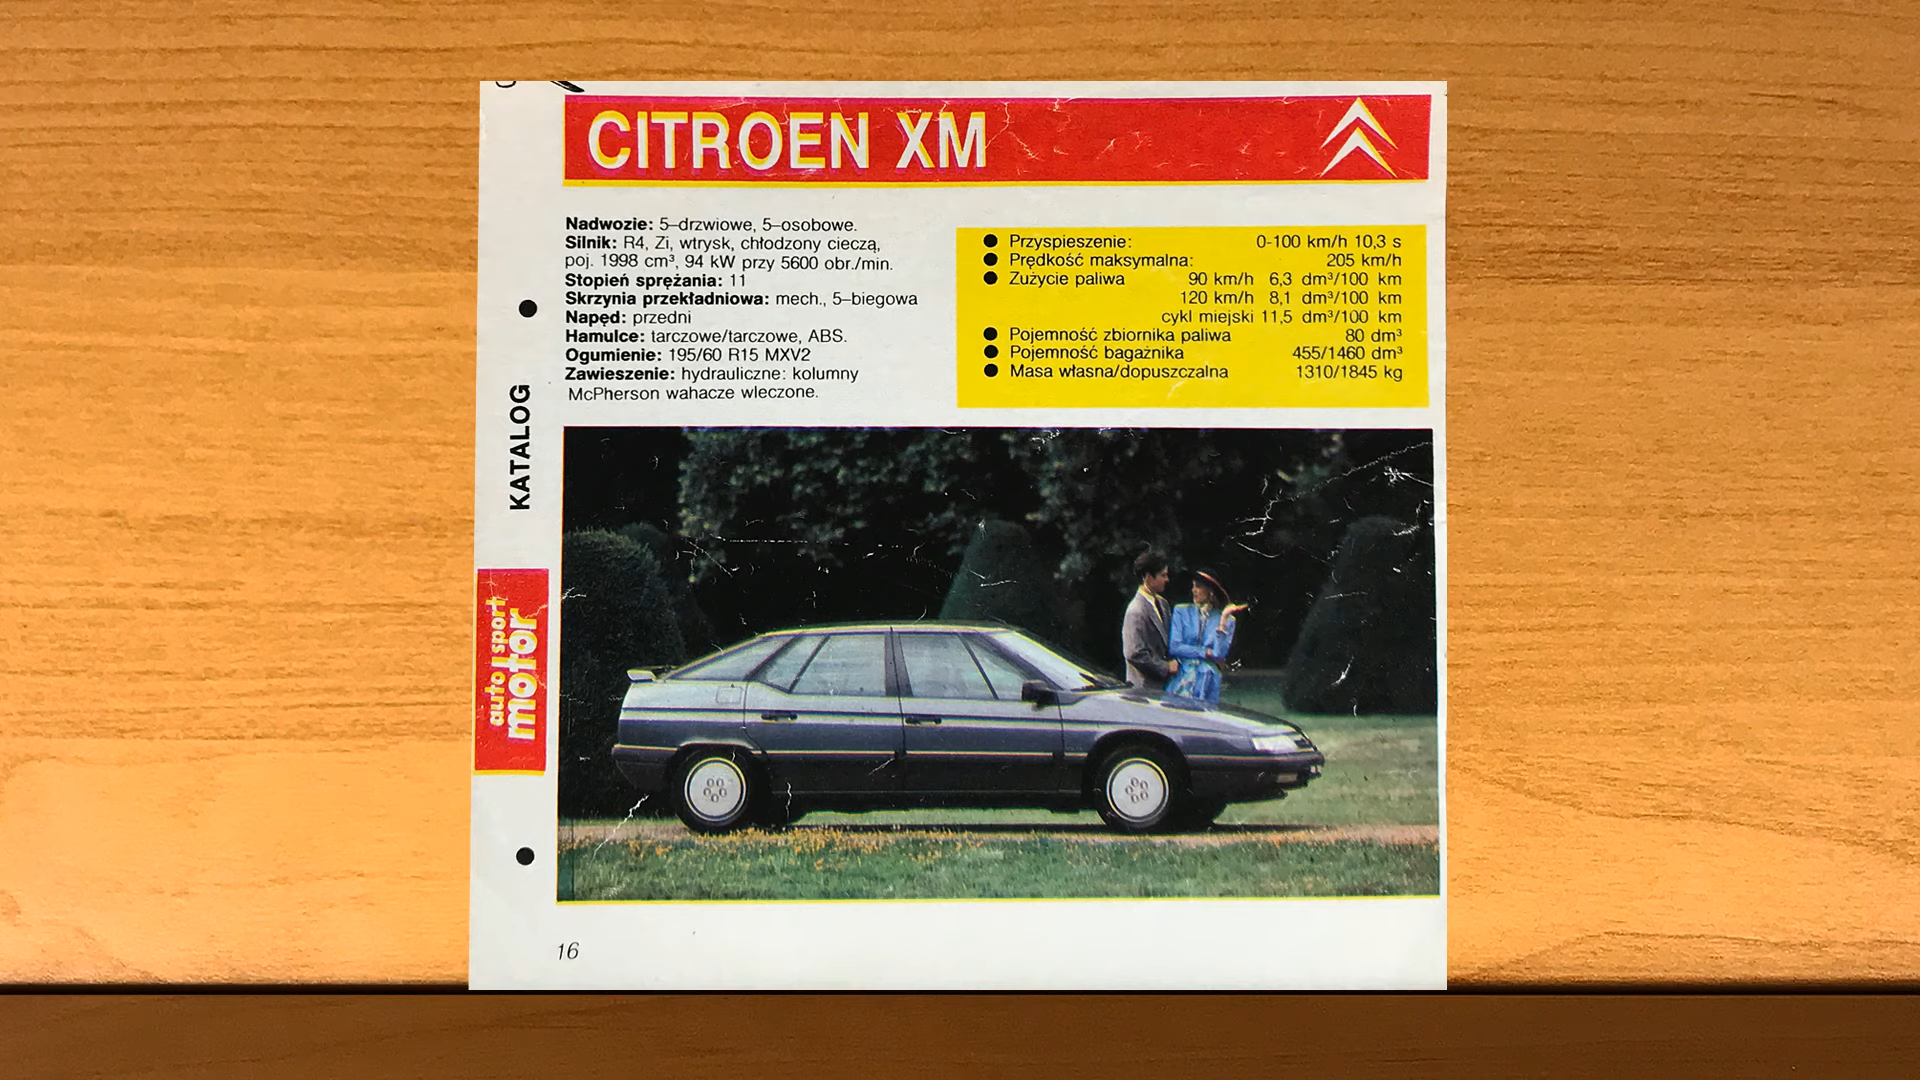 CITROEN XM
Nadwozie: 5–drzwiowe, 5–osobowe.
Silnik: R4, Zi, wtrysk, chłodzony cieczą,
poj. 1998 cm³, 94 kW przy 5600 obr./min.
Stopień sprężania: 11
Skrzynia przekładniowa: mech., 5–biegowa
Napęd: przedni
Hamulce: tarczowe/tarczowe, ABS.
Ogumienie: 195/60 R15 MXV2
Zawieszenie: hydrauliczne: kolumny
McPherson wahacze wleczone.
● Przyspieszenie: 0-100 km/h 10,3 s
● Prędkość maksymalna: 205 km/h
● Zużycie paliwa 90 km/h 6,3 dm³/100 km
120 km/h 8,1 dm³/100 km
cykl miejski 11,5 dm³/100 km
● Pojemność zbiornika paliwa 80 dm³
● Pojemność bagażnika 455/1460 dm³
● Masa własna/dopuszczalna 1310/1845 kg
KATALOG
auto sport
motor
16